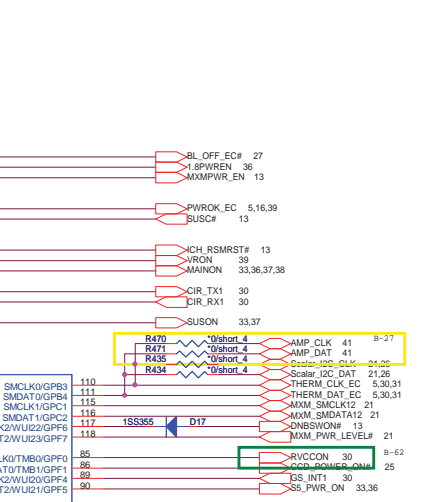 BL_OFF_EC# 27
1.8PWREN 36
MXMPWR_EN 13
PWROK_EC 5,16,39
SUSC# 13
ICH_RSMRST# 13
VRON 39
MAINON 33,36,37,38
CIR_TX1 30
CIR_RX1 30
SUSON 33,37
R470 *0/short_4 AMP_CLK 41 B-27
R471 *0/short_4 AMP_DAT 41
R435 *0/short_4 Scalar_I2C_CLK 21,26
R434 *0/short_4 Scalar_I2C_DAT 21,26
SMCLK0/GPB3 110 THERM_CLK_EC 5,30,31
SMDAT0/GPB4 111 THERM_DAT_EC 5,30,31
SMCLK1/GPC1 115 MXM_SMCLK12 21
SMDAT1/GPC2 116 MXM_SMDATA12 21
K2/WUI22/GPF6 117 1SS355 D17 DNBSWON# 13
T2/WUI23/GPF7 118 MXM_PWR_LEVEL# 21
LK0/TMB0/GPF0 85 RVCCON 30 B-62
AT0/TMB1/GPF1 86 CCD_POWER_ON# 25
K2/WUI20/GPF4 89 GS_INT1 30
T2/WUI21/GPF5 90 S5_PWR_ON 33,36